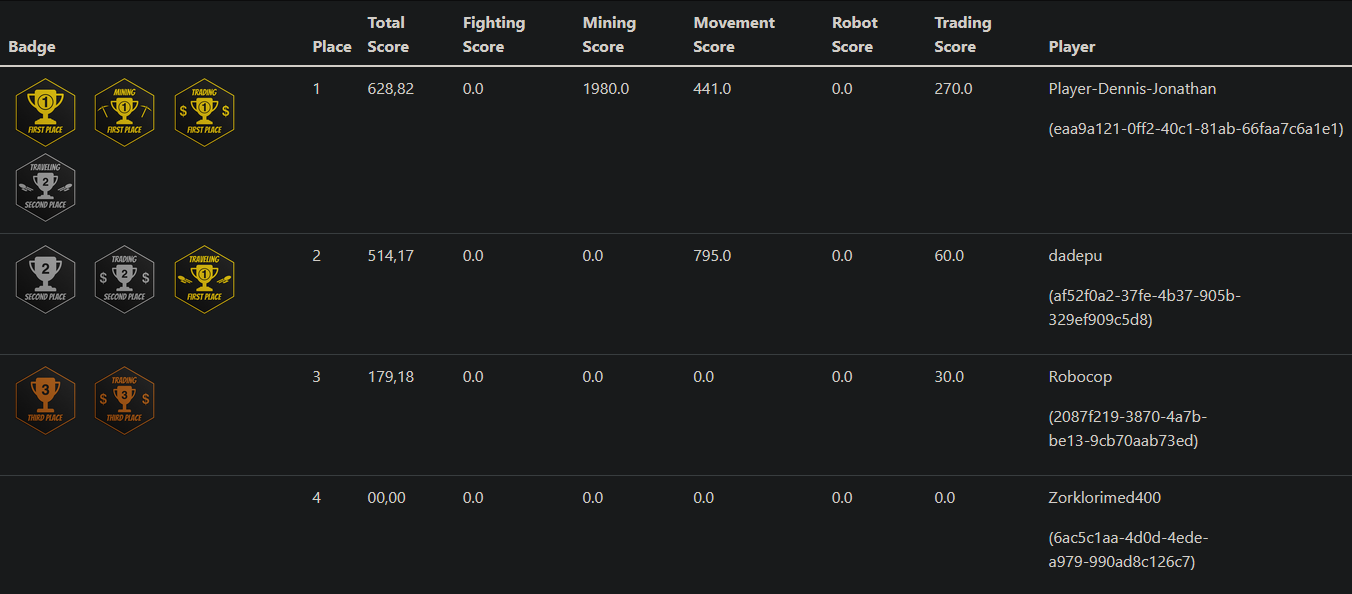 Badge Place Total Score Fighting Score Mining Score Movement Score Robot Score Trading Score Player
1 628,82 0.0 1980.0 441.0 0.0 270.0 Player-Dennis-Jonathan
(eaa9a121-0ff2-40c1-81ab-66faa7c6a1e1)
1
FIRST PLACE
MINING
1
FIRST PLACE
TRADING
$ 1 $
FIRST PLACE
TRAVELING
2
SECOND PLACE
2 514,17 0.0 0.0 795.0 0.0 60.0 dadepu
(af52f0a2-37fe-4b37-905b-
329ef909c5d8)
2
SECOND PLACE
TRADING
$ 2 $
SECOND PLACE
TRAVELING
1
FIRST PLACE
3 179,18 0.0 0.0 0.0 0.0 30.0 Robocop
(2087f219-3870-4a7b-
be13-9cb70aab73ed)
3
THIRD PLACE
TRADING
$ 3 $
THIRD PLACE
4 00,00 0.0 0.0 0.0 0.0 0.0 Zorklorimed400
(6ac5c1aa-4d0d-4ede-
a979-990ad8c126c7)